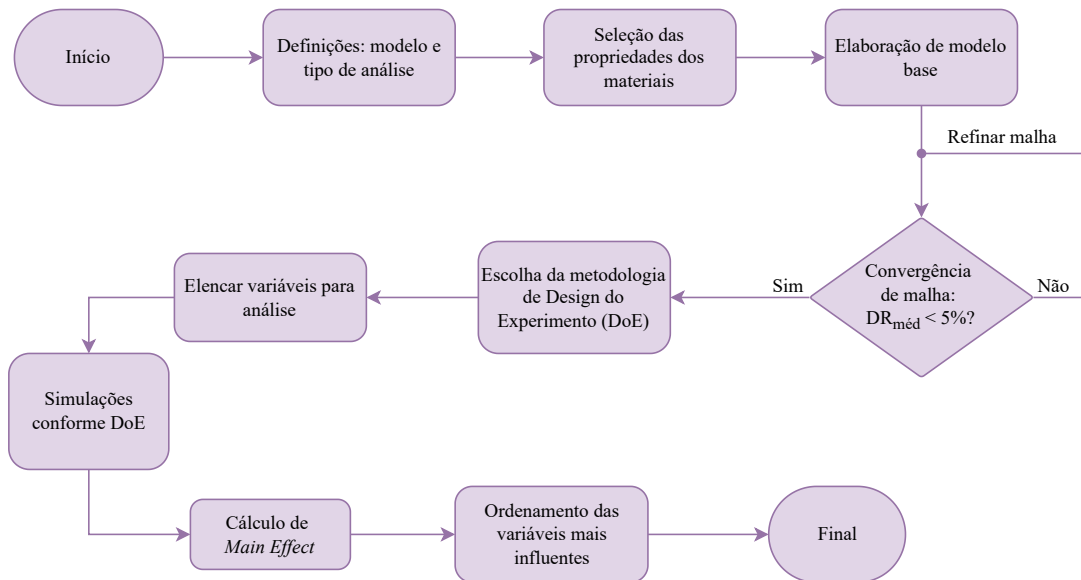 Início
Definições: modelo e
tipo de análise
Seleção das
propriedades dos
materiais
Elaboração de modelo
base
Refinar malha
Convergência
de malha:
DRméd < 5%?
Não
Sim
Escolha da metodologia
de Design do
Experimento (DoE)
Elencar variáveis para
análise
Simulações
conforme DoE
Cálculo de
Main Effect
Ordenamento das
variáveis mais
influentes
Final